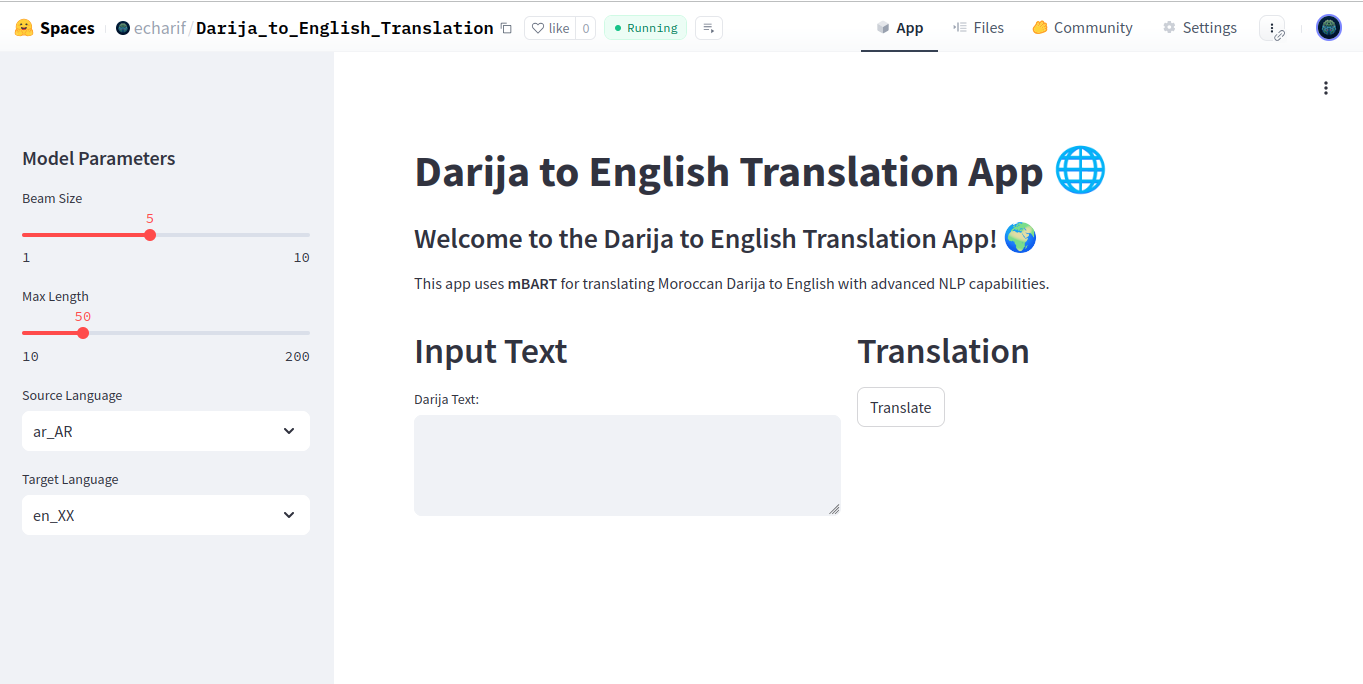 Spaces echarif/Darija_to_English_Translation like 0 Running App Files Community Settings
Model Parameters
Beam Size
5
1 10
Max Length
50
10 200
Source Language
ar_AR
Target Language
en_XX
Darija to English Translation App
Welcome to the Darija to English Translation App!
This app uses mBART for translating Moroccan Darija to English with advanced NLP capabilities.
Input Text
Darija Text:
Translation
Translate